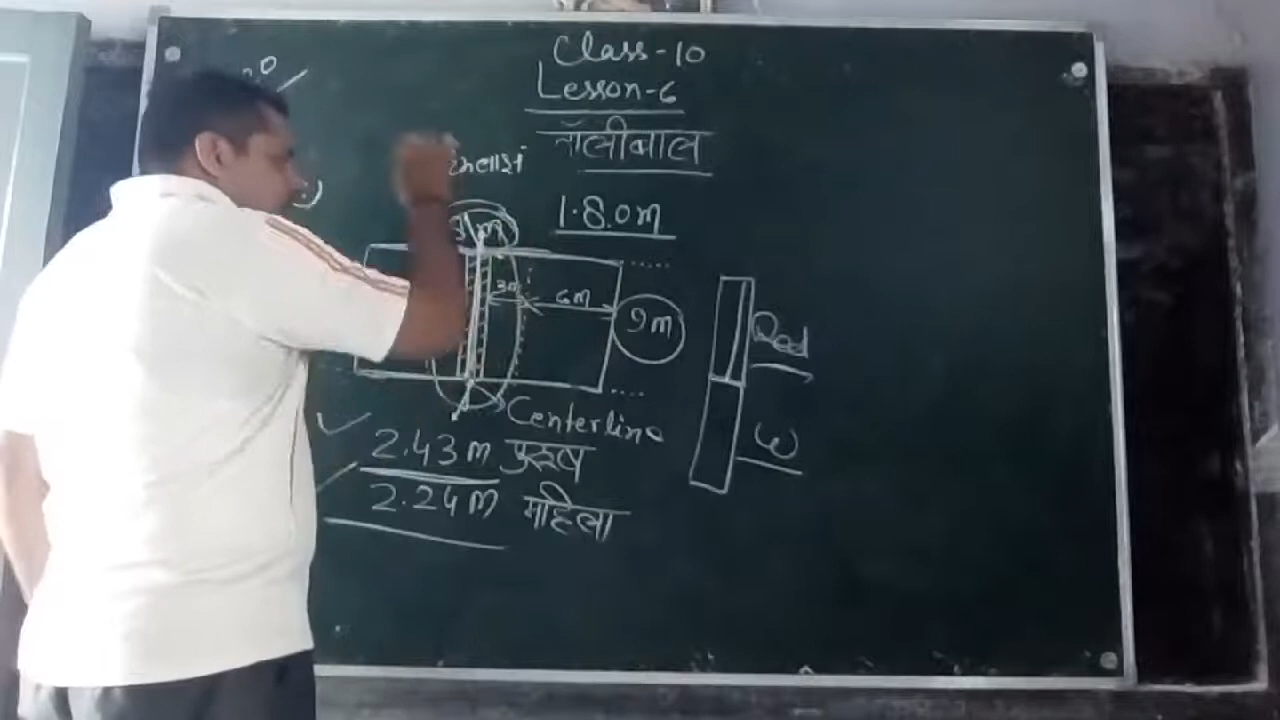 Class-10
Lesson-6
वॉलीबाल
1.80m
3m
6m
9m
Red
Centerline
W
2.43m पुरूष
2.24m महिला